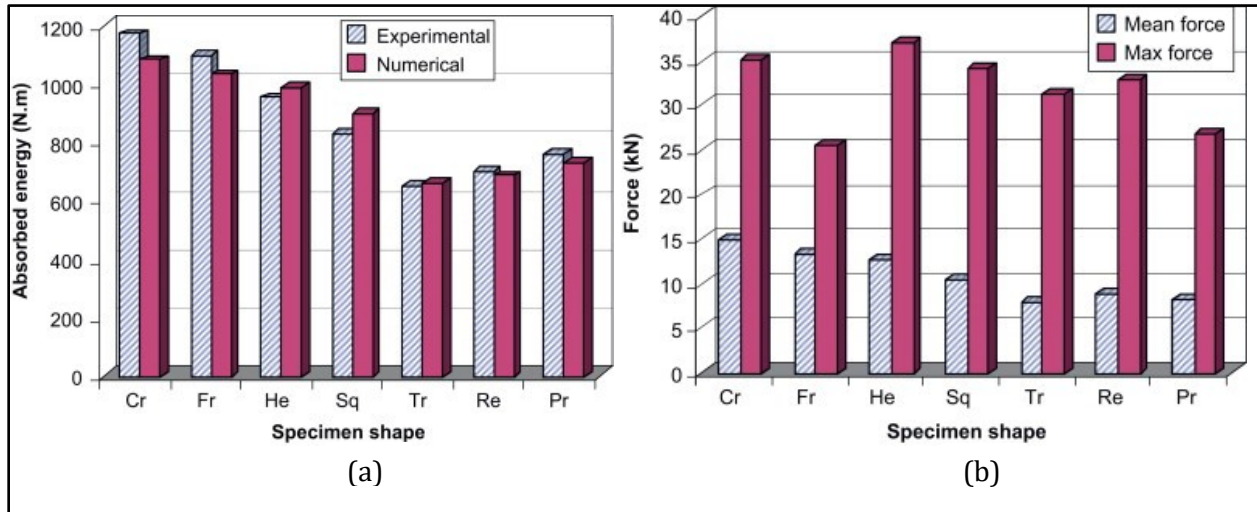 1200
1000
800
600
400
200
0
Absorbed energy (N.m)
Experimental
Numerical
Cr Fr He Sq Tr Re Pr
Specimen shape
(a)
40
35
30
25
20
15
10
5
0
Force (kN)
Mean force
Max force
Cr Fr He Sq Tr Re Pr
Specimen shape
(b)